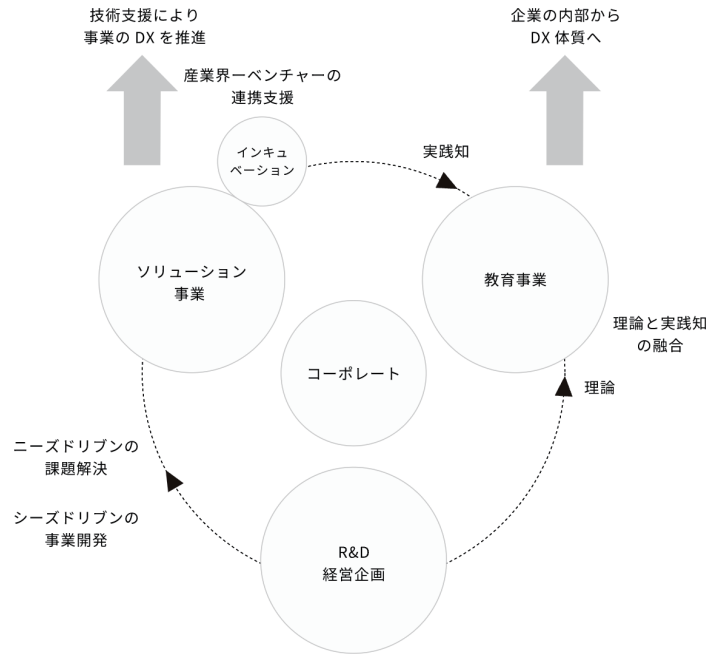 技術支援により
事業の DX を推進
企業の内部から
DX 体質へ
産業界ーベンチャーの
連携支援
インキュ
ベーション
実践知
ソリューション
事業
教育事業
理論と実践知
の融合
コーポレート
理論
ニーズドリブンの
課題解決
シーズドリブンの
事業開発
R&D
経営企画